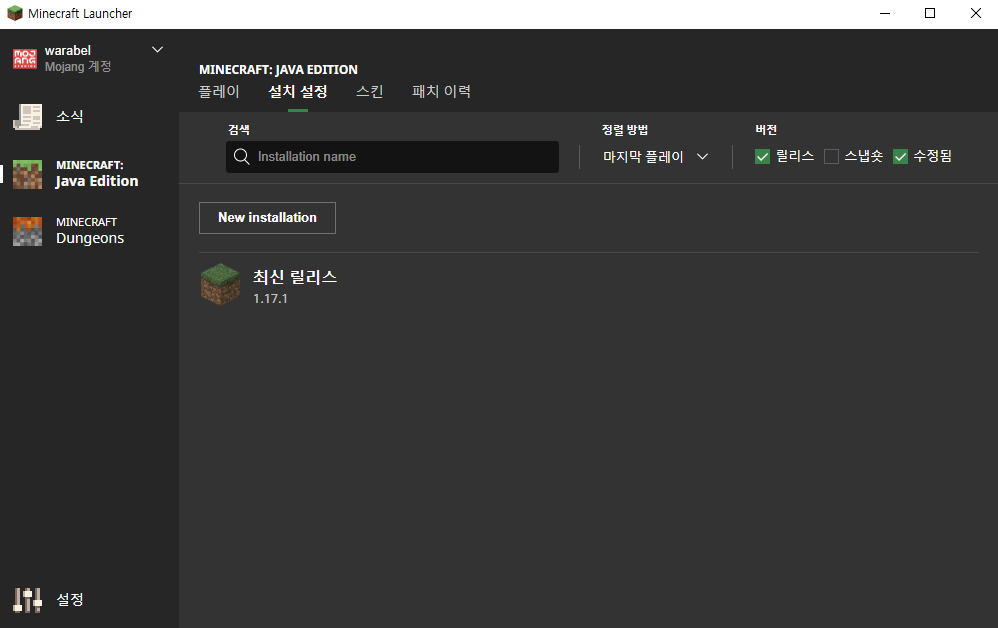 Minecraft Launcher
warabel
Mojang 계정
소식
MINECRAFT:
Java Edition
MINECRAFT
Dungeons
설정
MINECRAFT: JAVA EDITION
플레이 설치 설정 스킨 패치 이력
검색 정렬 방법 버전
Installation name 마지막 플레이 릴리스 스냅숏 수정됨
New installation
최신 릴리스
1.17.1
MOJ
ANG
STUDIOS